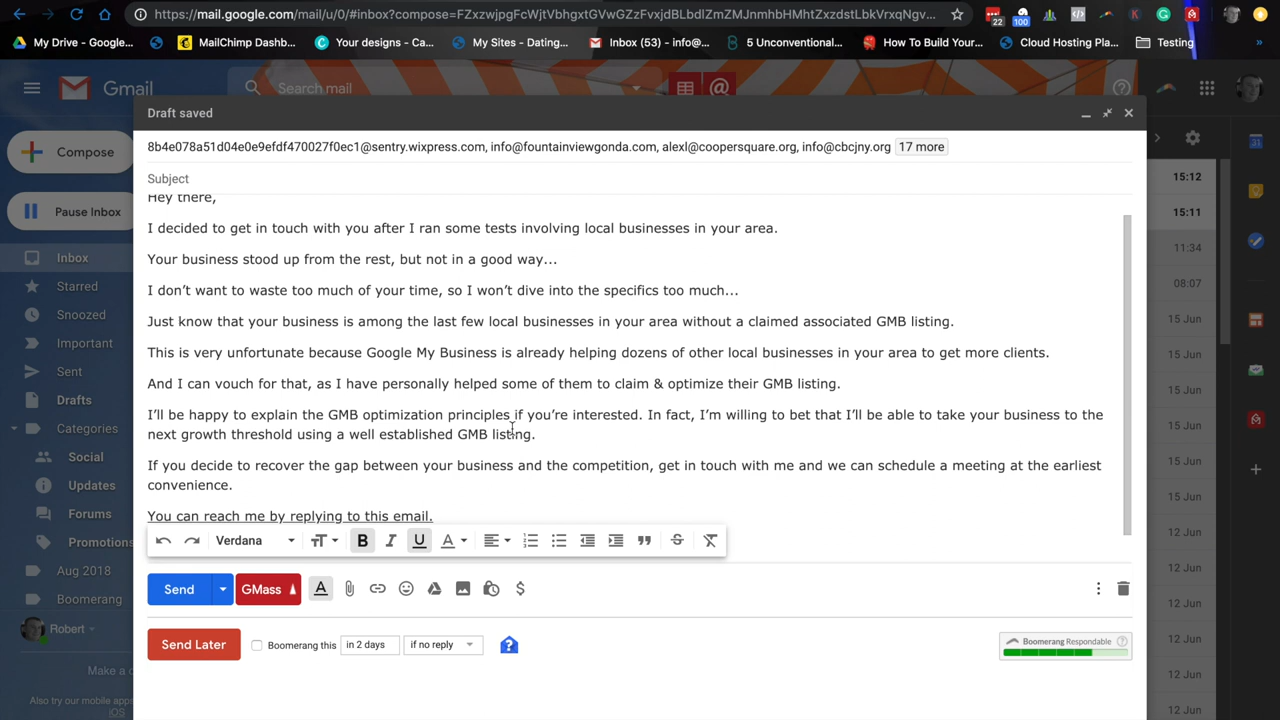 https://mail.google.com/mail/u/0/#inbox?compose=FZxzwjpgFcWjtVbhgxtGVwGZzFvxjdBLbdlZmZMJnmhbHMhtZxzdstLbkVrxqNgv...
22
100
My Drive - Google...
MailChimp Dashb...
Your designs - Ca...
My Sites - Dating...
Inbox (53) - info@...
5 Unconventional...
How To Build Your...
Cloud Hosting Pla...
Testing
»
Gmail
Search mail
Compose
Pause Inbox
Inbox
Starred
Snoozed
Important
Sent
Drafts
Categories
Social
Updates
Forums
Promotions
Aug 2018
Boomerang
Robert
Make a c
Also try our mobile apps
iOS
Draft saved
8b4e078a51d04e0e9efdf470027f0ec1@sentry.wixpress.com, info@fountainviewgonda.com, alexl@coopersquare.org, info@cbcjny.org 17 more
Subject
Hey there,
I decided to get in touch with you after I ran some tests involving local businesses in your area.
Your business stood up from the rest, but not in a good way...
I don't want to waste too much of your time, so I won't dive into the specifics too much...
Just know that your business is among the last few local businesses in your area without a claimed associated GMB listing.
This is very unfortunate because Google My Business is already helping dozens of other local businesses in your area to get more clients.
And I can vouch for that, as I have personally helped some of them to claim & optimize their GMB listing.
I'll be happy to explain the GMB optimization principles if you're interested. In fact, I'm willing to bet that I'll be able to take your business to the
next growth threshold using a well established GMB listing.
If you decide to recover the gap between your business and the competition, get in touch with me and we can schedule a meeting at the earliest
convenience.
You can reach me by replying to this email.
Verdana
Send
GMass
Send Later
Boomerang this
in 2 days
if no reply
Boomerang Respondable
15:12
15:11
11:34
08:07
15 Jun
15 Jun
15 Jun
15 Jun
15 Jun
15 Jun
12 Jun
12 Jun
12 Jun
12 Jun
12 Jun
12 Jun